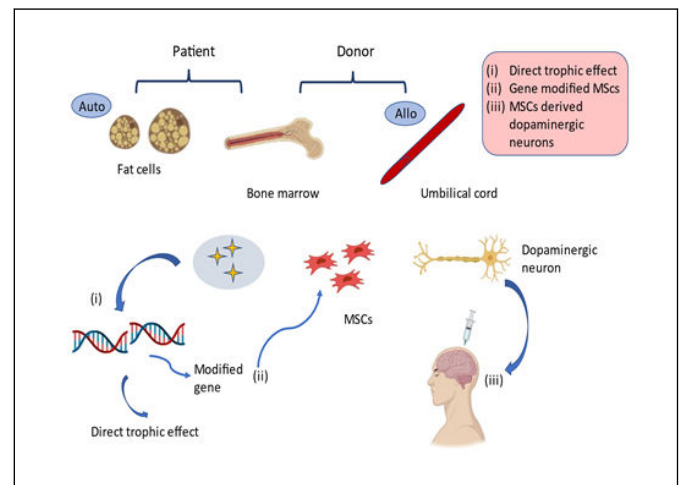 Patient
Donor
Auto
Allo
(i) Direct trophic effect
(ii) Gene modified MScs
(iii) MSCs derived
dopaminergic
neurons
Fat cells
Bone marrow
Umbilical cord
Dopaminergic
neuron
(i)
MSCs
Modified
gene
(ii)
(iii)
Direct trophic effect